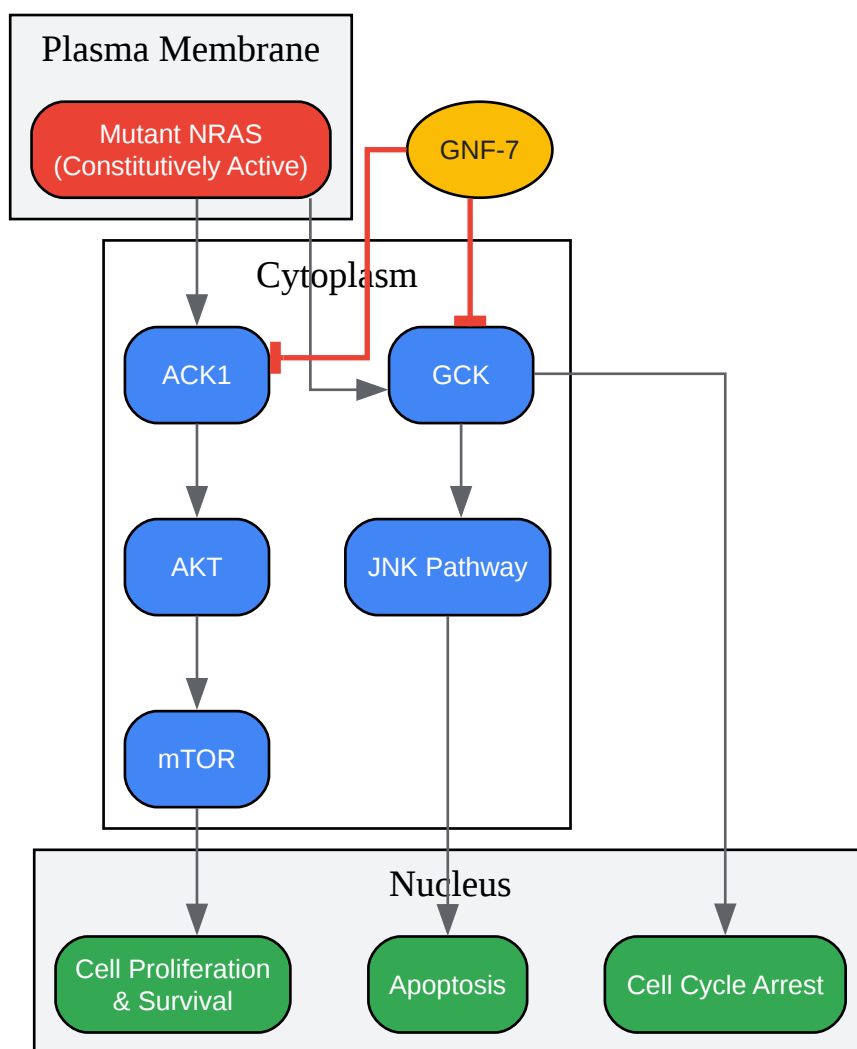 Plasma Membrane
Mutant NRAS
(Constitutively Active)
GNF-7
Cytoplasm
ACK1
GCK
AKT
JNK Pathway
mTOR
Nucleus
Cell Proliferation
& Survival
Apoptosis
Cell Cycle Arrest